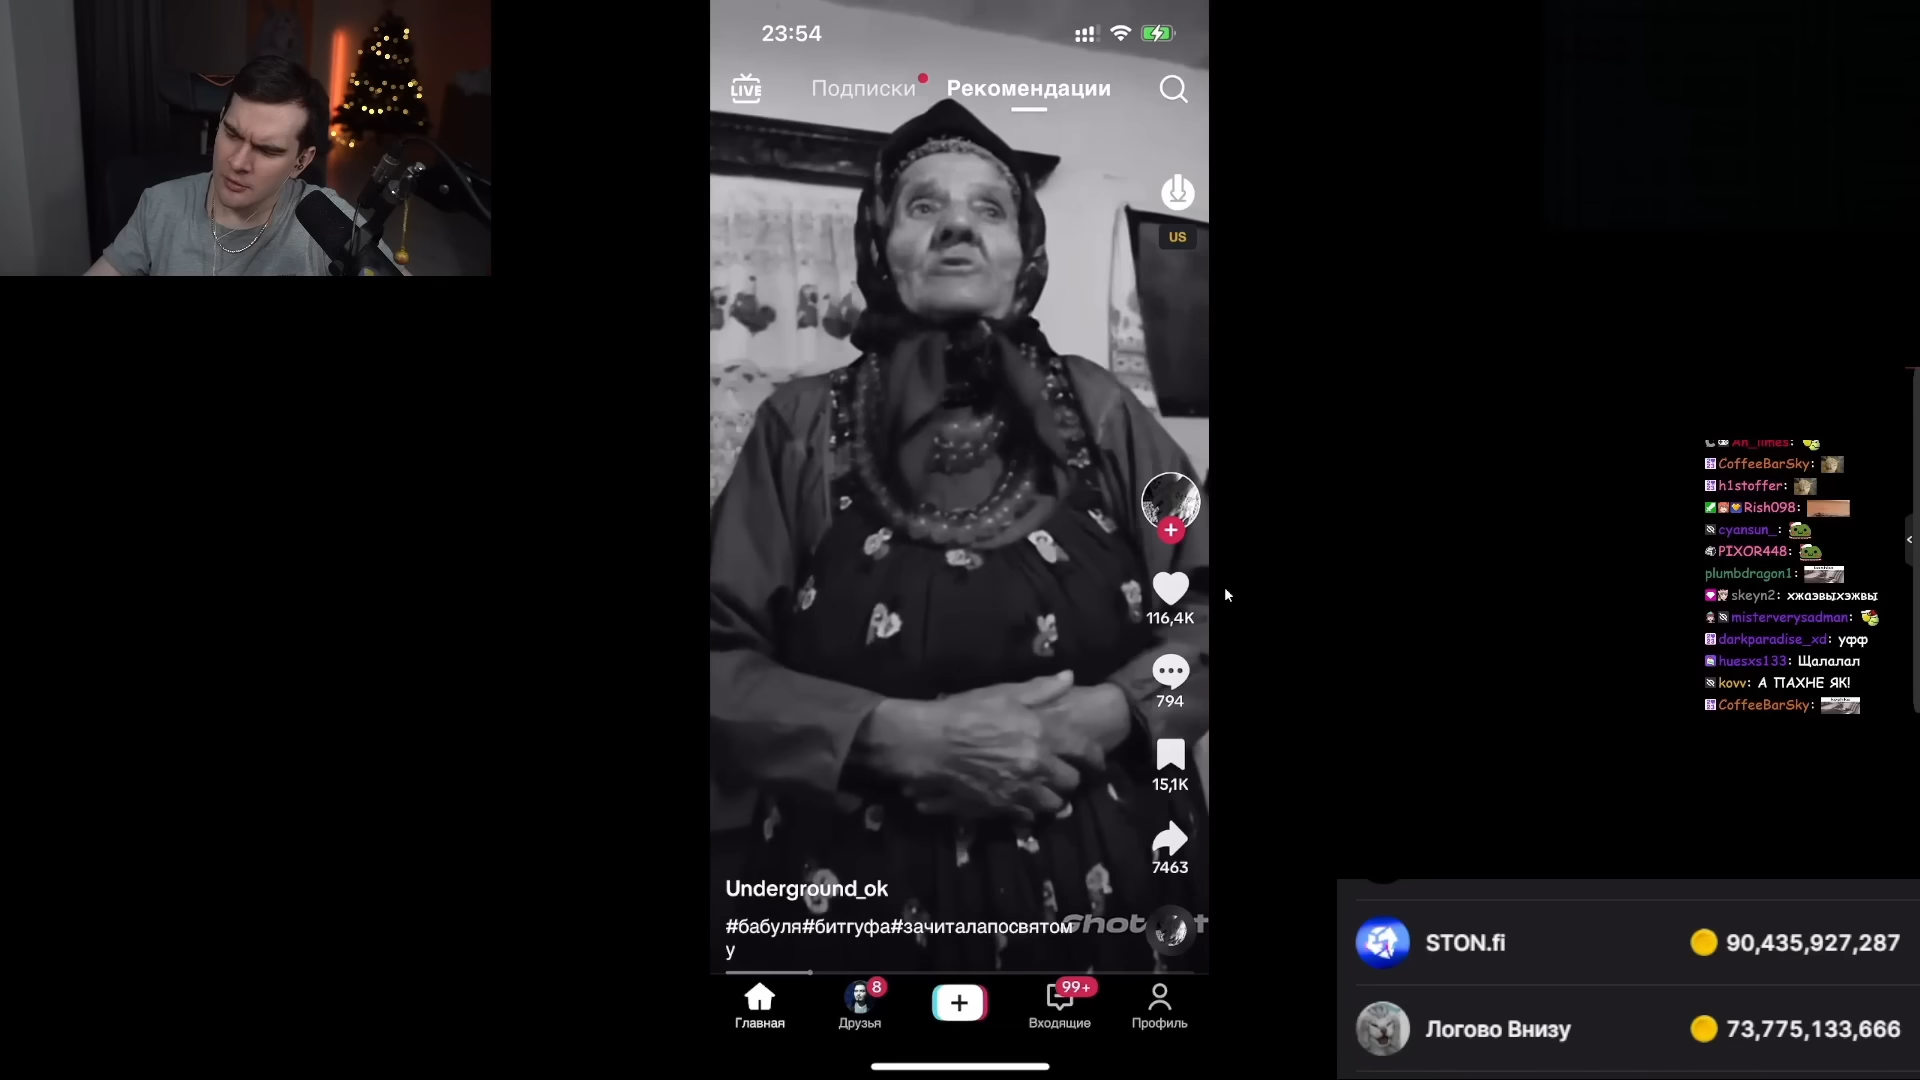 23:54
LIVE
Подписки
Рекомендации
US
116,4K
794
15,1K
7463
Underground_ok
#бабуля#битгуфа#зачиталапосвятом
у
Главная
8
Друзья
99+
Входящие
Профиль
An_limes:
CoffeeBarSky:
h1stoffer:
Rish098:
cyansun_:
PIXOR448:
plumbdragon1:
skeyn2: хжаэвыхэжвы
misterverysadman:
darkparadise_xd: уфф
huesxs133: Щалалал
kovv: А ПАХНЕ ЯК!
CoffeeBarSky:
STON.fi 90,435,927,287
Логово Внизу 73,775,133,666